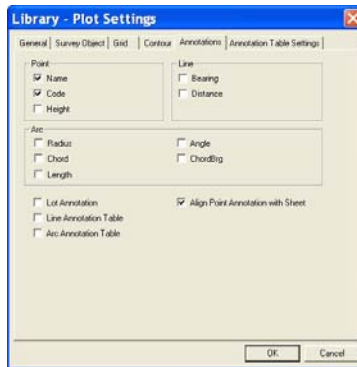 Library - Plot Settings
General Survey Object Grid Contour Annotations Annotation Table Settings
Point Line
Name Bearing
Code Distance
Height
Arc
Radius Angle
Chord ChordBrg
Length
Lot Annotation Align Point Annotation with Sheet
Line Annotation Table
Arc Annotation Table
OK Cancel